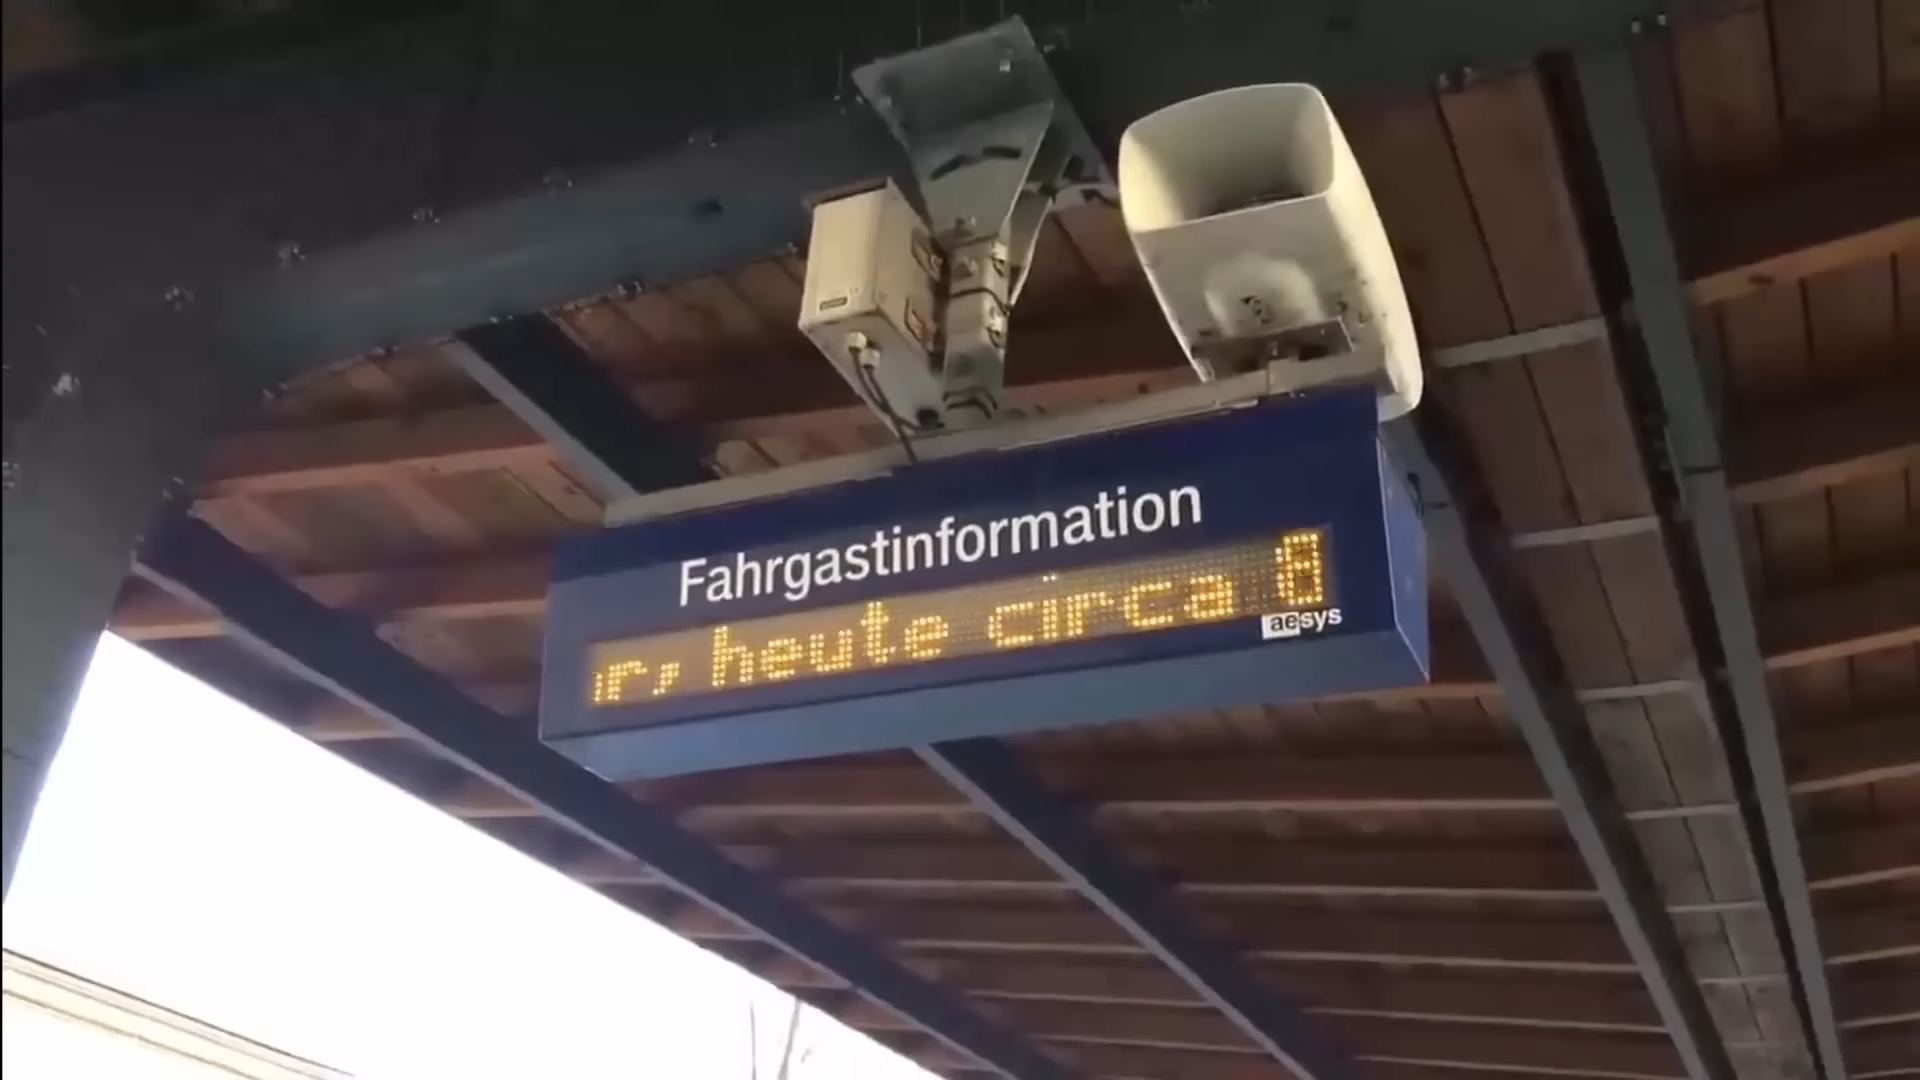 Fahrgastinformation
r, heute circa
aesys